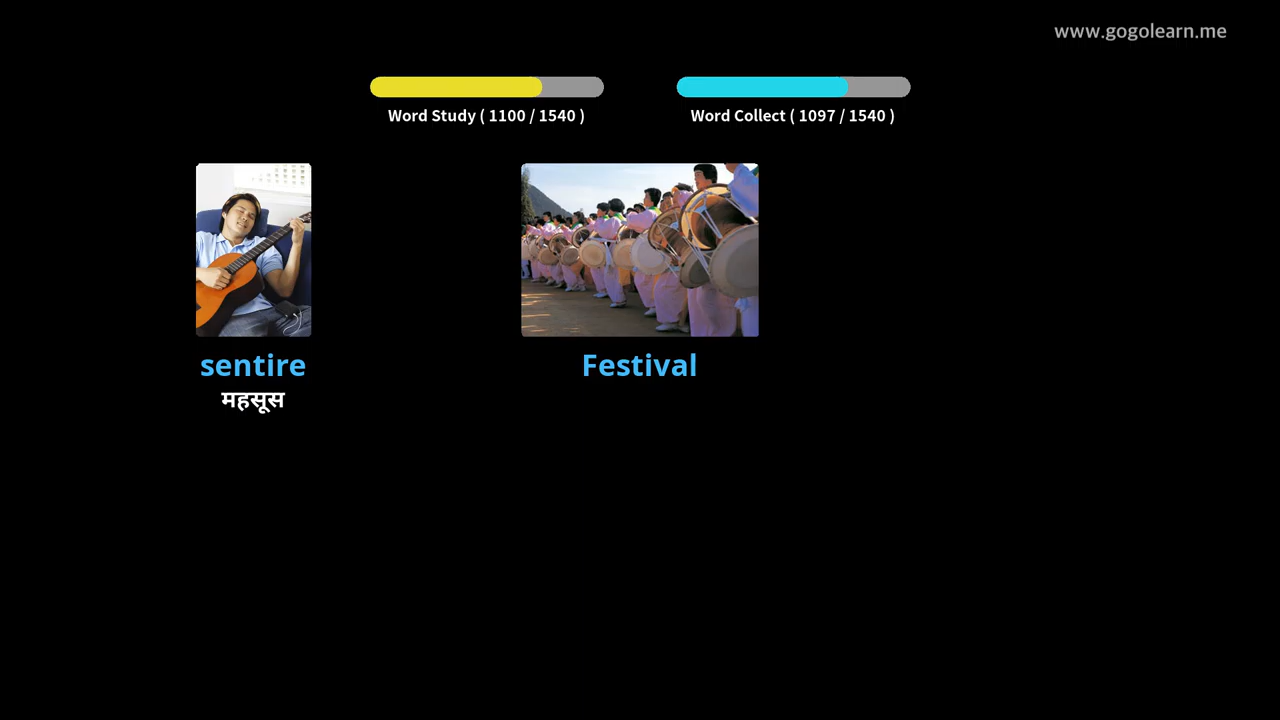 www.gogolearn.me
Word Study ( 1100 / 1540 )
Word Collect ( 1097 / 1540 )
sentire
महसूस
Festival